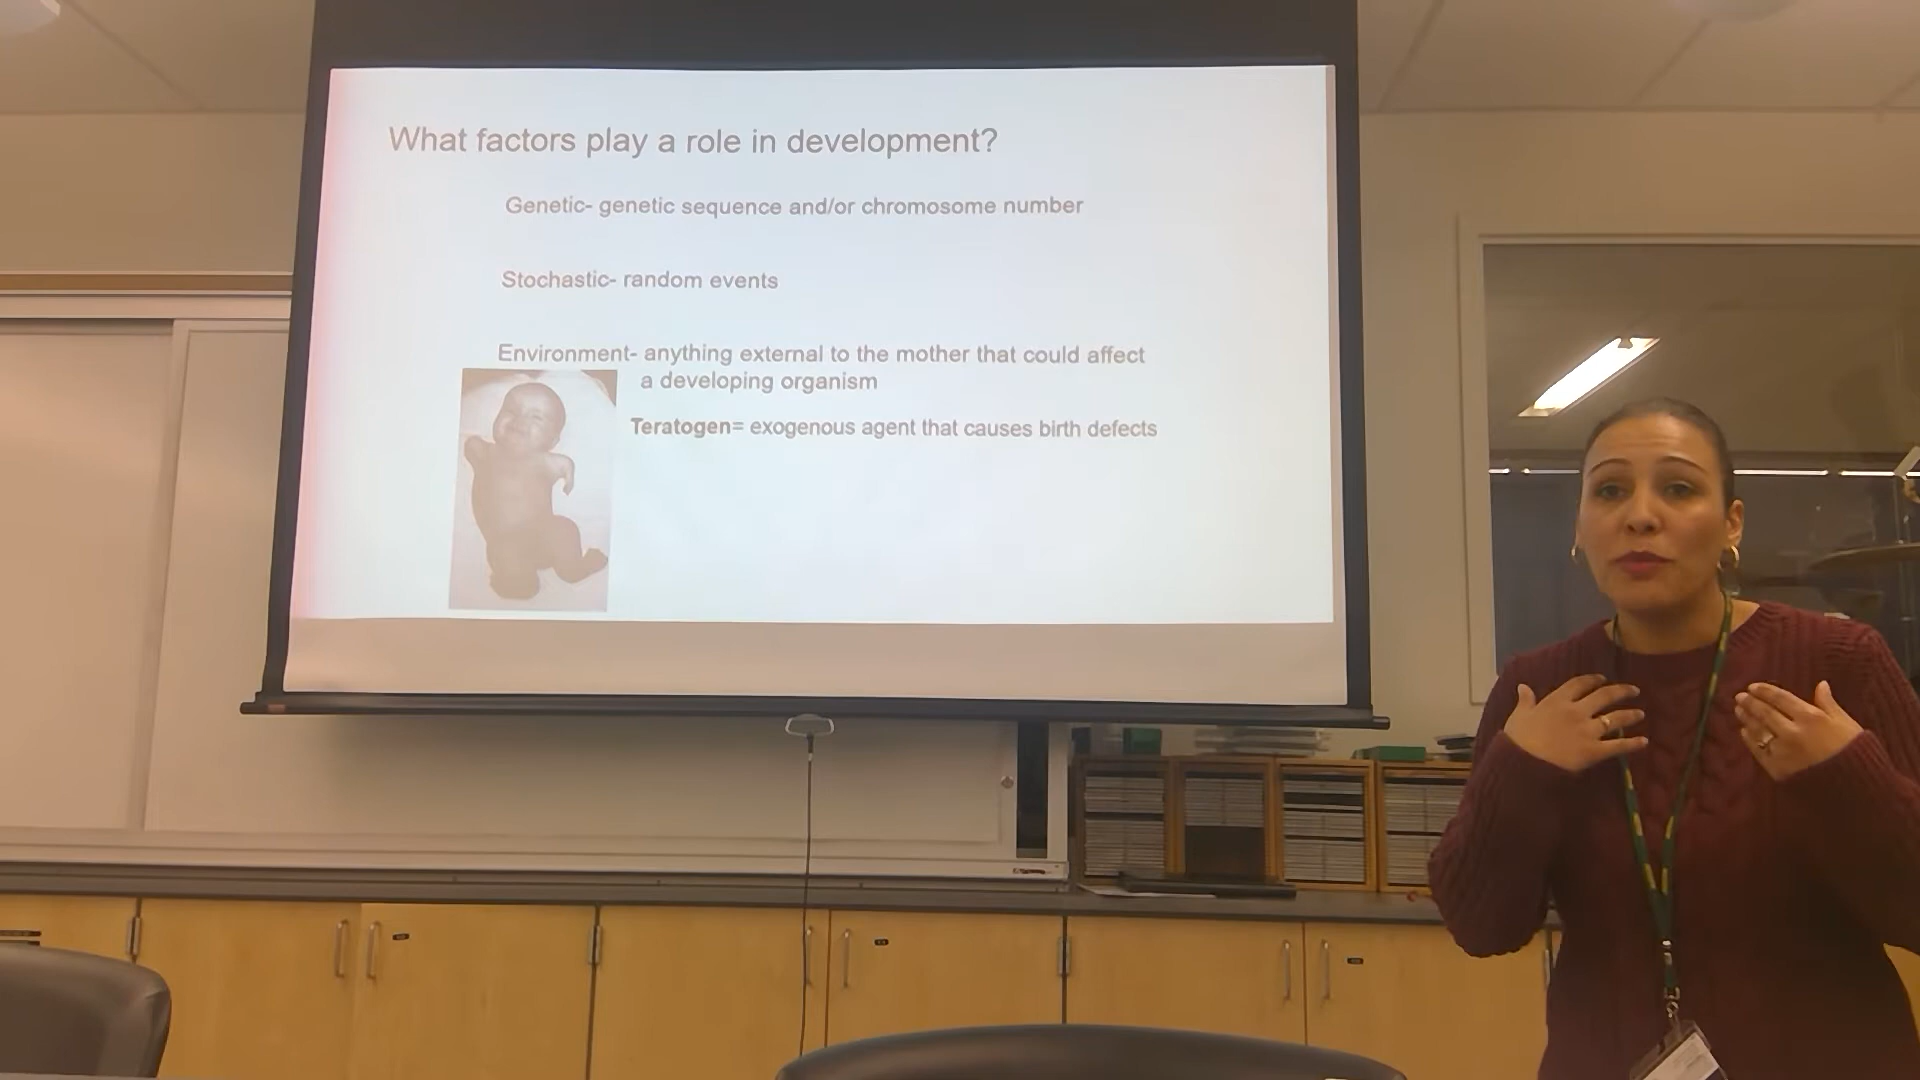 What factors play a role in development?
Genetic- genetic sequence and/or chromosome number
Stochastic- random events
Environment- anything external to the mother that could affect
a developing organism
Teratogen= exogenous agent that causes birth defects